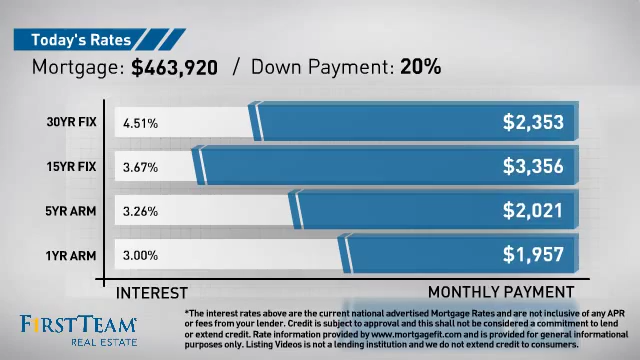 Today's Rates
Mortgage: $463,920 / Down Payment: 20%
30YR FIX 4.51% $2,353
15YR FIX 3.67% $3,356
5YR ARM 3.26% $2,021
1YR ARM 3.00% $1,957
INTEREST MONTHLY PAYMENT
FIRSTTEAM®
REAL ESTATE
*The interest rates above are the current national advertised Mortgage Rates and are not inclusive of any APR
or fees from your lender. Credit is subject to approval and this shall not be considered a commitment to lend
or extend credit. Rate information provided by www.mortgagefit.com and is provided for general informational
purposes only. Listing Videos is not a lending institution and we do not extend credit to consumers.